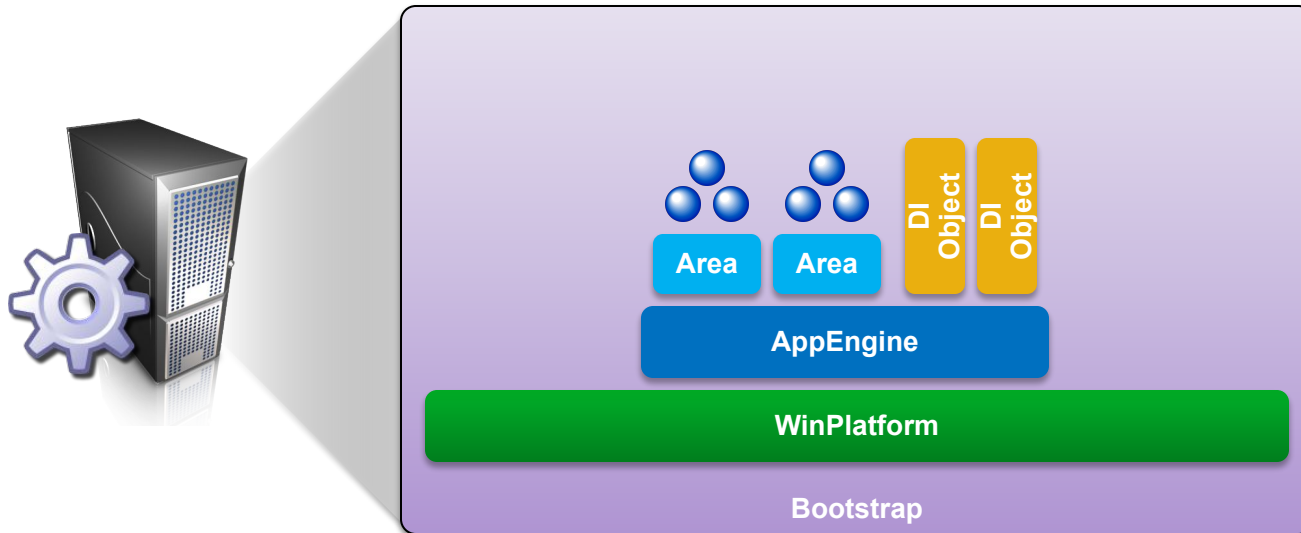 DI
Object
DI
Object
Area
Area
AppEngine
WinPlatform
Bootstrap